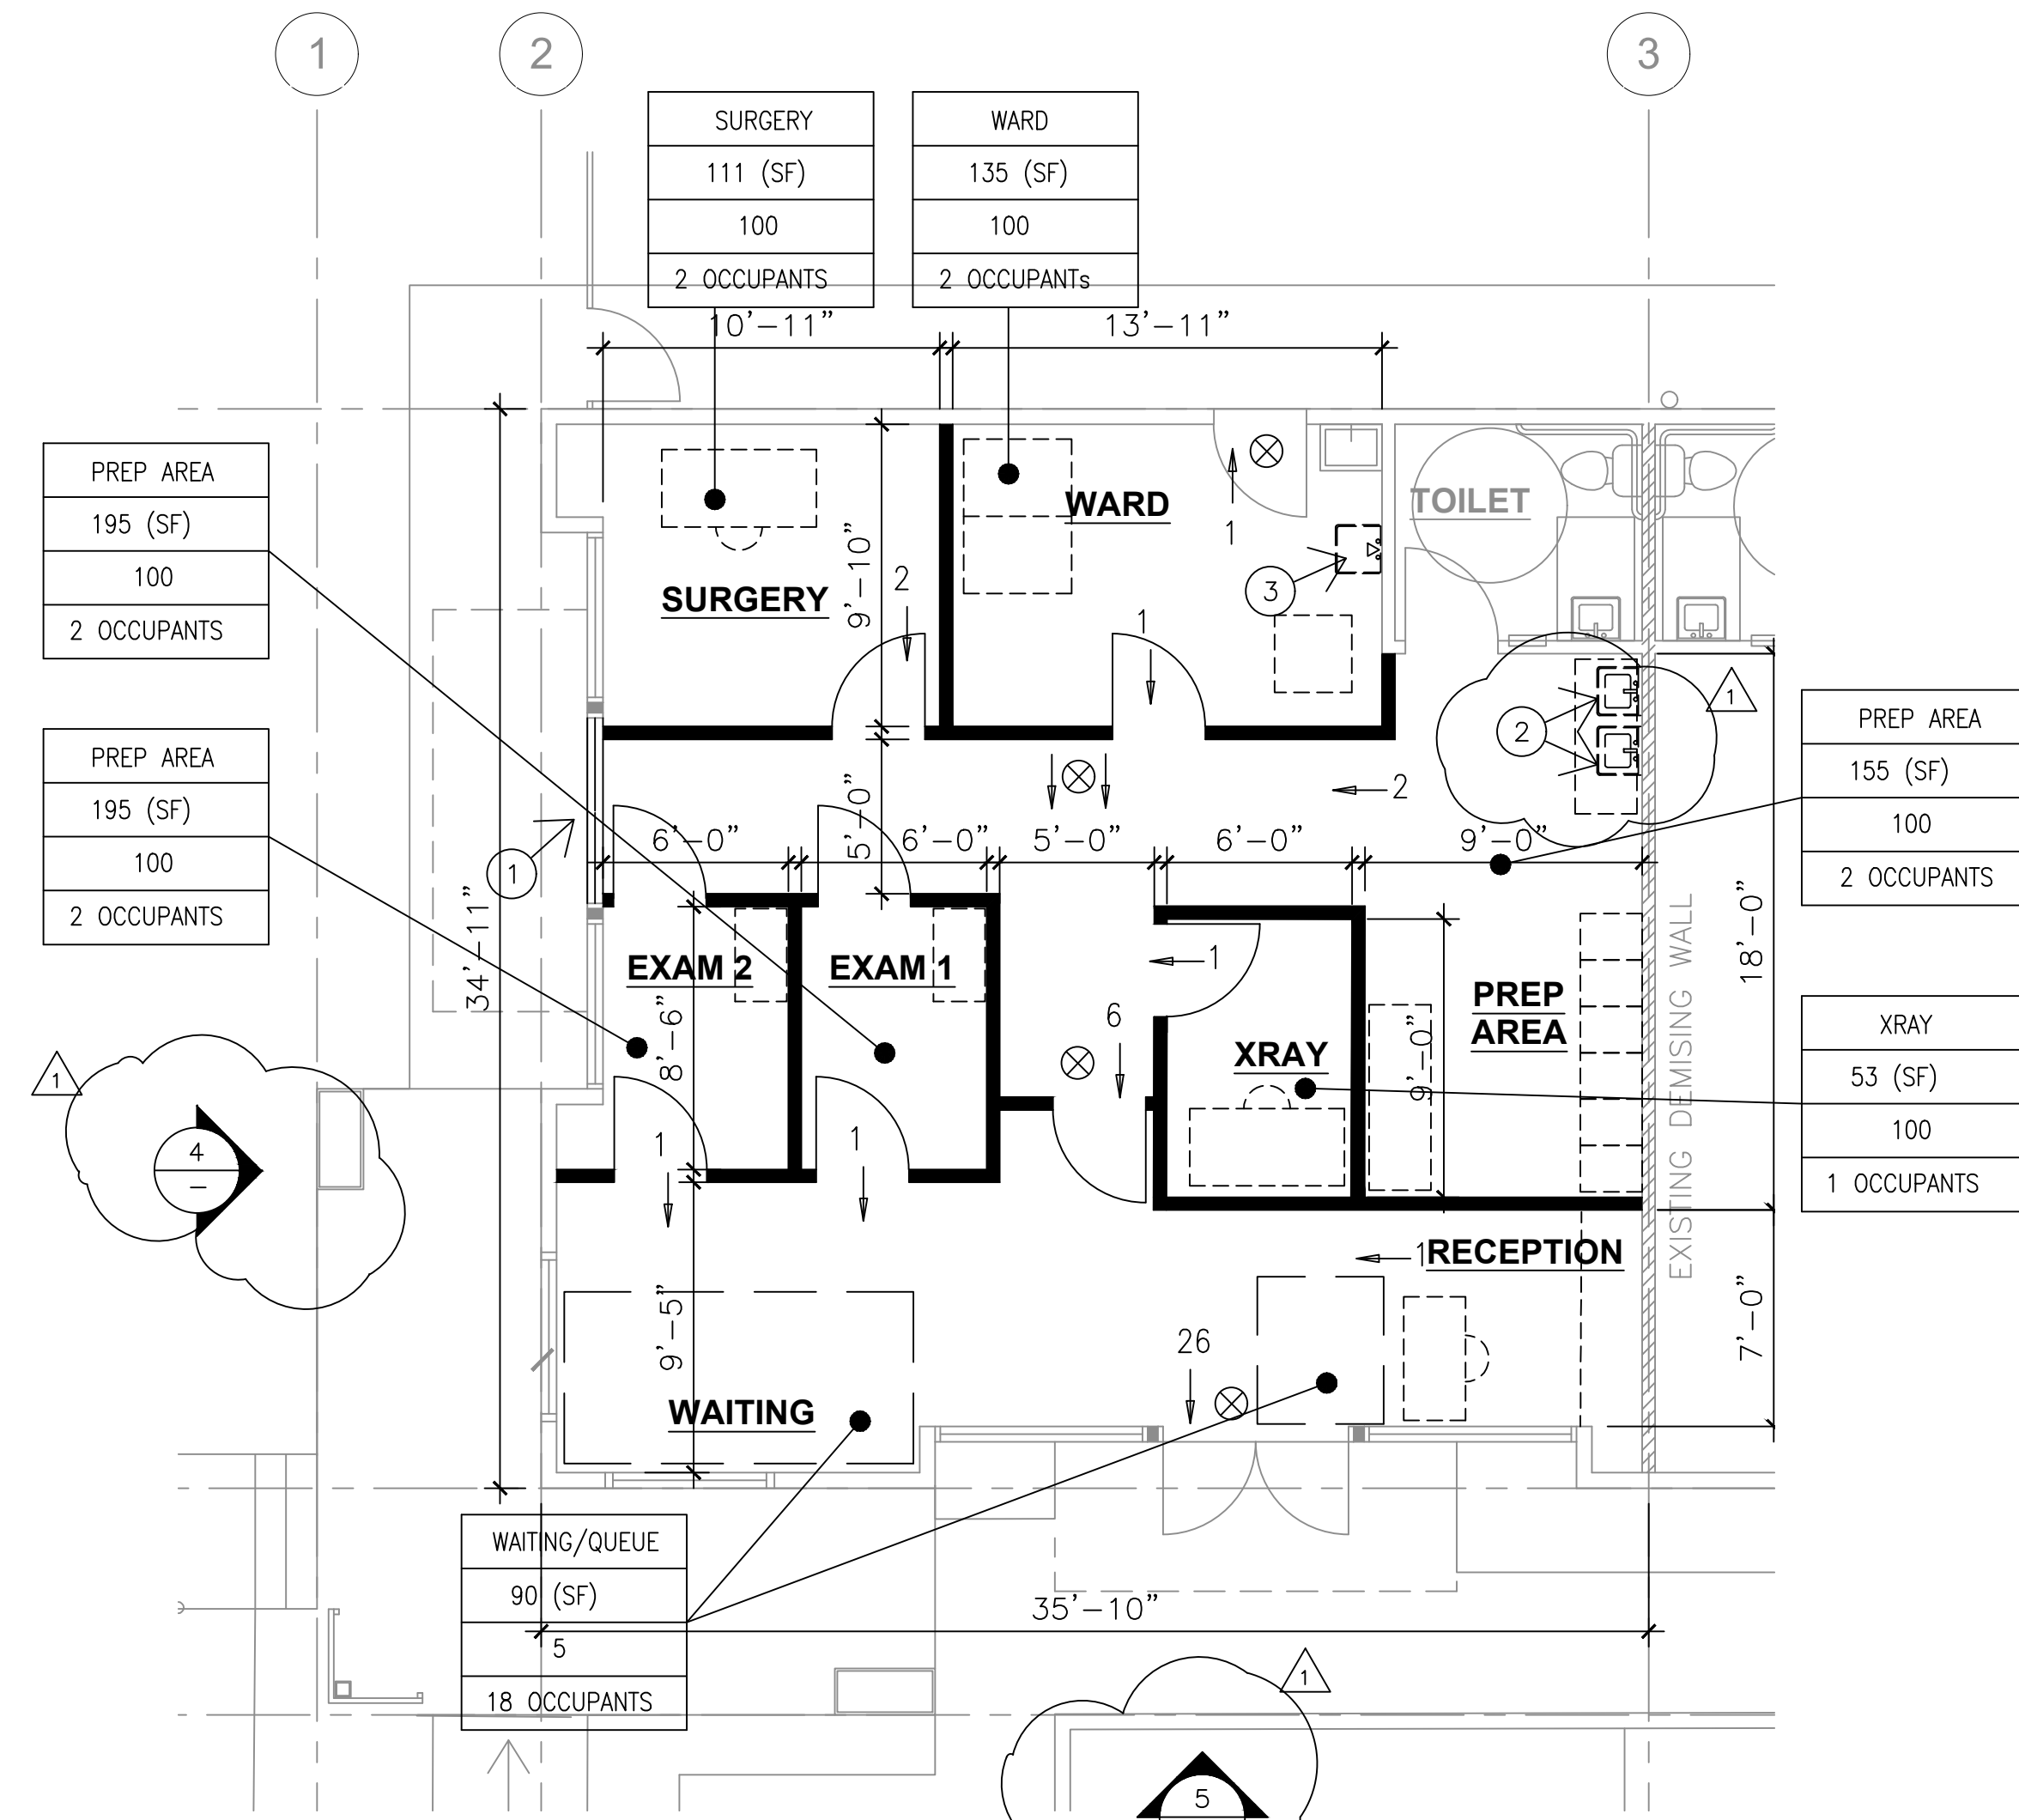 1
2
3
SURGERY
111 (SF)
100
2 OCCUPANTS
WARD
135 (SF)
100
2 OCCUPANTs
10'-11"
13'-11"
PREP AREA
195 (SF)
100
2 OCCUPANTS
SURGERY
9'-10"
2
WARD
1
3
1
TOILET
PREP AREA
195 (SF)
100
2 OCCUPANTS
2
1
PREP AREA
155 (SF)
100
2 OCCUPANTS
2
1
5'-0"
6'-0"
6'-0"
5'-0"
6'-0"
9'-0"
34'-11"
EXAM 2
EXAM 1
8'-6"
1
6
XRAY
9'-0"
PREP
AREA
EXISTING DEMISING WALL
18'-0"
XRAY
53 (SF)
100
1 OCCUPANTS
1
4
–
1
1
1
RECEPTION
9'-5"
WAITING
26
7'-0"
WAITING/QUEUE
90 (SF)
5
18 OCCUPANTS
35'-10"
1
5